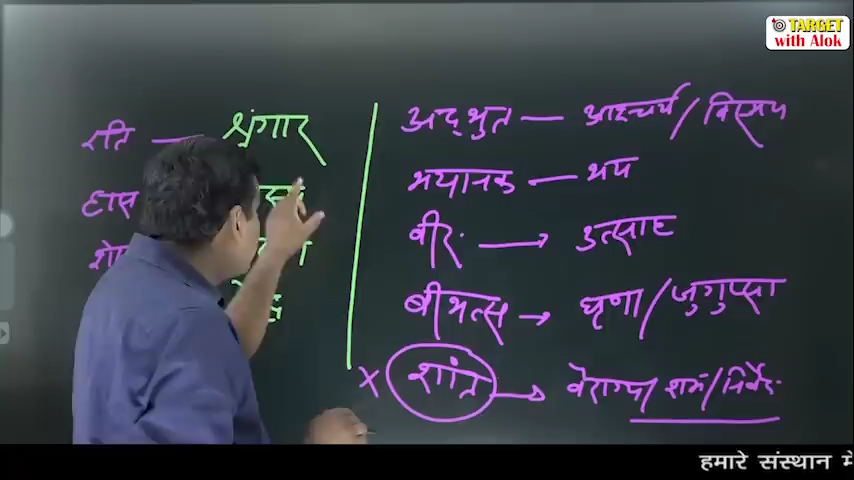 TARGET
with Alok
रति — श्रृंगार
हास
अद्भुत — आश्चर्य / विस्मय
भयानक — भय
वीर → उत्साह
बीभत्स → घृणा / जुगुप्सा
x शांत → वैराग्य / शम / निर्वेद
हमारे संस्थान में